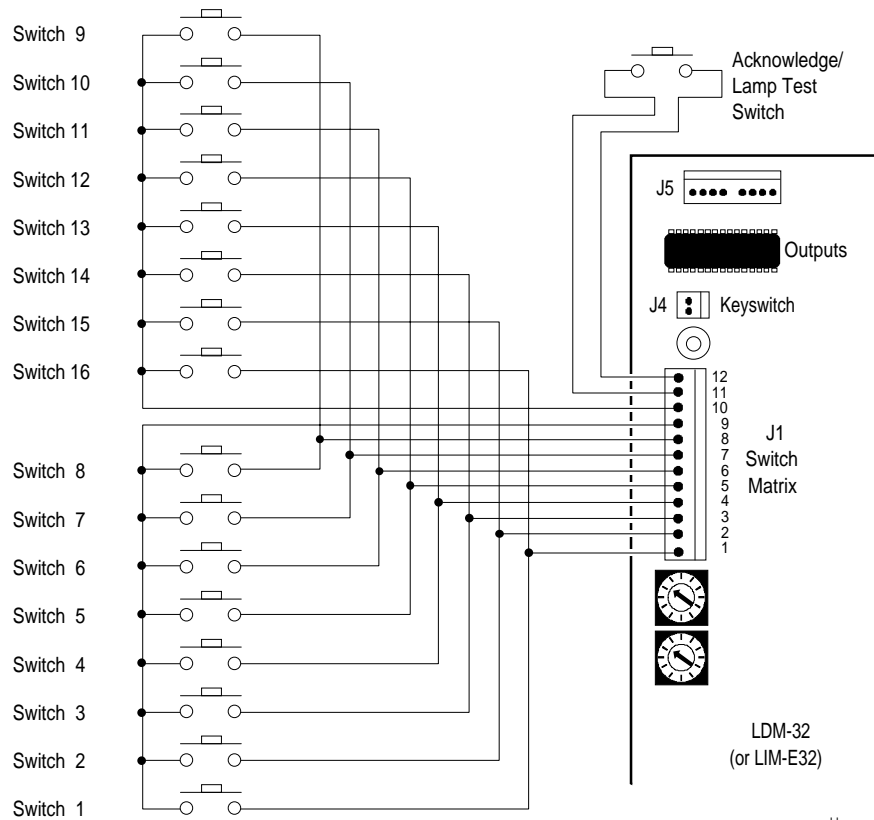 Switch 9
Switch 10
Switch 11
Switch 12
Switch 13
Switch 14
Switch 15
Switch 16
Switch 8
Switch 7
Switch 6
Switch 5
Switch 4
Switch 3
Switch 2
Switch 1
Acknowledge/
Lamp Test
Switch
J5
Outputs
J4
Keyswitch
12
11
10
9
8
7
6
5
4
3
2
1
J1
Switch
Matrix
LDM-32
(or LIM-E32)